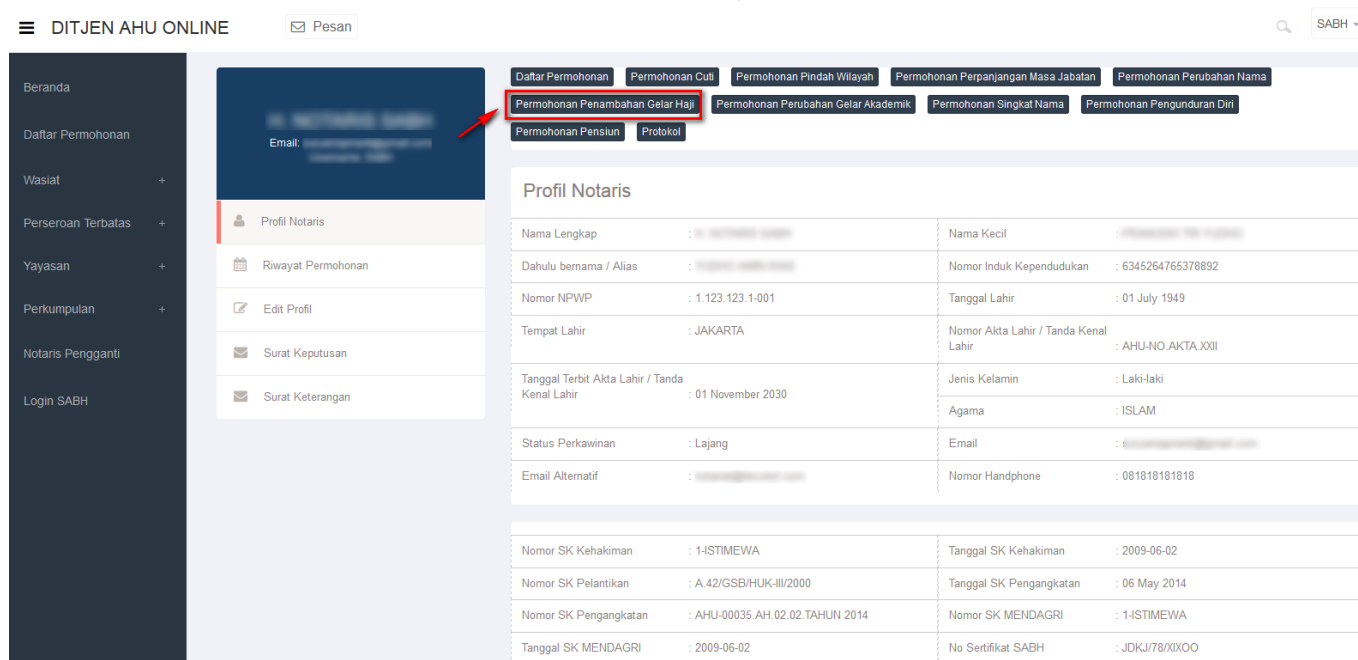 DITJEN AHU ONLINE
Pesan
SABH
Beranda
Daftar Permohonan
Wasiat +
Perseroan Terbatas +
Yayasan +
Perkumpulan +
Notaris Pengganti
Login SABH
Email:
Profil Notaris
Riwayat Permohonan
Edit Profil
Surat Keputusan
Surat Keterangan
Daftar Permohonan Permohonan Cuti Permohonan Pindah Wilayah Permohonan Perpanjangan Masa Jabatan Permohonan Perubahan Nama
Permohonan Penambahan Gelar Haji Permohonan Perubahan Gelar Akademik Permohonan Singkat Nama Permohonan Pengunduran Diri
Permohonan Pensiun Protokol
Profil Notaris
Nama Lengkap : Nama Kecil :
Dahulu bernama / Alias : Nomor Induk Kependudukan : 6345264765378892
Nomor NPWP : 1.123.123.1-001 Tanggal Lahir : 01 July 1949
Tempat Lahir : JAKARTA Nomor Akta Lahir / Tanda Kenal
Lahir : AHU-NO.AKTA.XXII
Tanggal Terbit Akta Lahir / Tanda
Kenal Lahir : 01 November 2030
Jenis Kelamin : Laki-laki
Agama : ISLAM
Status Perkawinan : Lajang Email :
Email Alternatif : Nomor Handphone : 081818181818
Nomor SK Kehakiman : 1-ISTIMEWA Tanggal SK Kehakiman : 2009-06-02
Nomor SK Pelantikan : A.42/GSB/HUK-III/2000 Tanggal SK Pengangkatan : 06 May 2014
Nomor SK Pengangkatan : AHU-00035.AH.02.02.TAHUN 2014 Nomor SK MENDAGRI : 1-ISTIMEWA
Tanggal SK MENDAGRI : 2009-06-02 No Sertifikat SABH : JDKJ/78/XIXOO